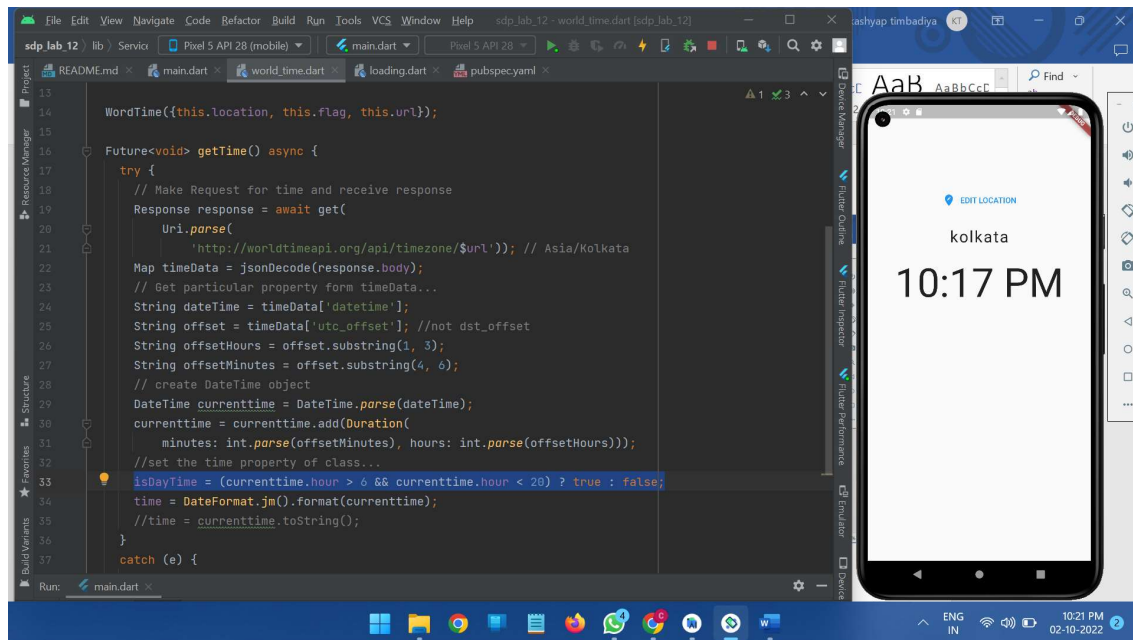 File Edit View Navigate Code Refactor Build Run Tools VCS Window Help sdp_lab_12 - world_time.dart [sdp_lab_12]
kashyap timbadiya KT
sdp_lab_12 lib Service Pixel 5 API 28 (mobile) main.dart Pixel 5 API 28
README.md main.dart world_time.dart loading.dart pubspec.yaml
Find
AaB AaBbCcD
1 3
13
14 WordTime({this.location, this.flag, this.url});
15
16 Future<void> getTime() async {
17 try {
18 // Make Request for time and receive response
19 Response response = await get(
20 Uri.parse(
21 'http://worldtimeapi.org/api/timezone/$url')); // Asia/Kolkata
22 Map timeData = jsonDecode(response.body);
23 // Get particular property form timeData...
24 String dateTime = timeData['datetime'];
25 String offset = timeData['utc_offset']; //not dst_offset
26 String offsetHours = offset.substring(1, 3);
27 String offsetMinutes = offset.substring(4, 6);
28 // create DateTime object
29 DateTime currenttime = DateTime.parse(dateTime);
30 currenttime = currenttime.add(Duration(
31 minutes: int.parse(offsetMinutes), hours: int.parse(offsetHours)));
32 //set the time property of class...
33 isDayTime = (currenttime.hour > 6 && currenttime.hour < 20) ? true : false;
34 time = DateFormat.jm().format(currenttime);
35 //time = currenttime.toString();
36 }
37 catch (e) {
Project
Resource Manager
Structure
Favorites
Build Variants
Device Manager
Flutter Outline
Flutter Inspector
Flutter Performance
Emulator
Device
EDIT LOCATION
kolkata
10:17 PM
Run: main.dart
4
ENG
IN
10:21 PM
02-10-2022
2